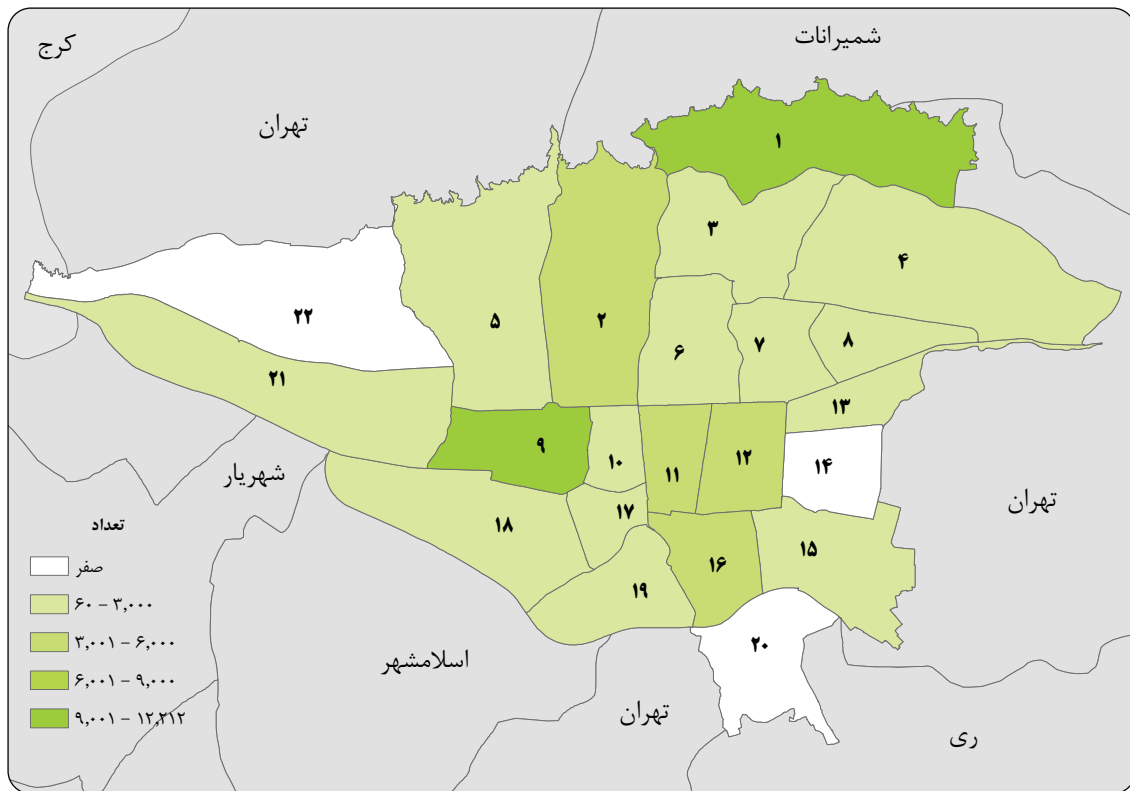 شمیرانات
کرج
تهران
۱
۳
۴
۲۲
۵
۲
۶
۷
۸
۲۱
۱۳
۹
۱۰
۱۱
۱۲
۱۴
شهریار
تهران
۱۸
۱۷
۱۵
۱۶
۱۹
۲۰
اسلامشهر
تهران
ری
تعداد
صفر
۶۰ – ۳,۰۰۰
۳,۰۰۱ – ۶,۰۰۰
۶,۰۰۱ – ۹,۰۰۰
۹,۰۰۱ – ۱۲,۲۱۲